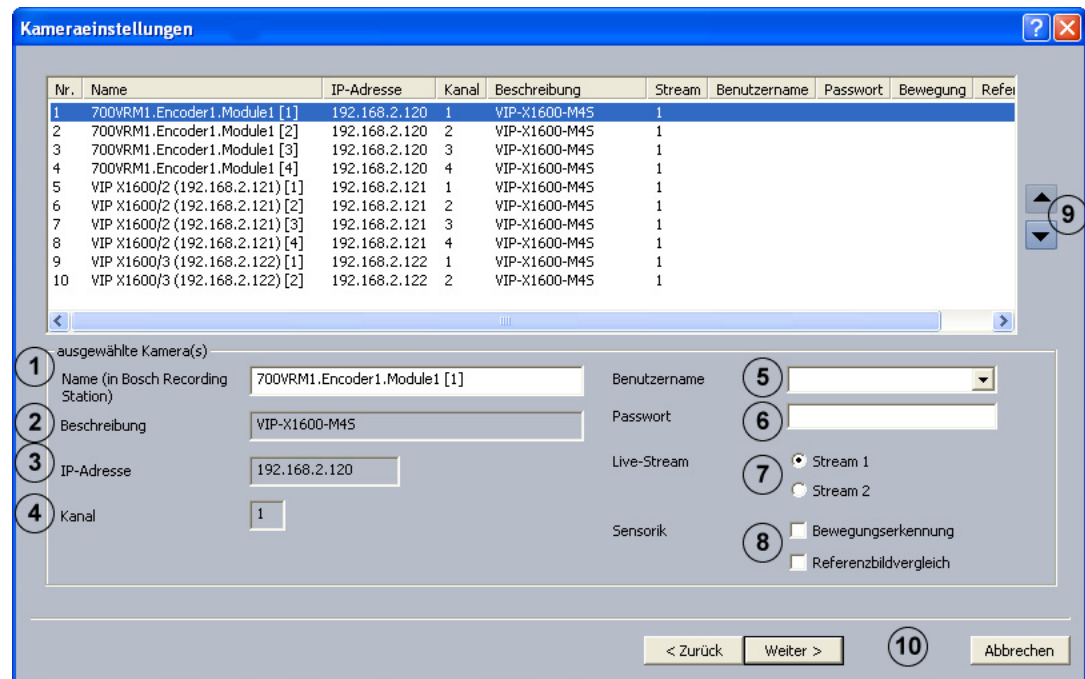 Kameraeinstellungen
Nr. Name IP-Adresse Kanal Beschreibung Stream Benutzername Passwort Bewegung Refer
1 700VRM1.Encoder1.Module1 [1] 192.168.2.120 1 VIP-X1600-M4S 1
2 700VRM1.Encoder1.Module1 [2] 192.168.2.120 2 VIP-X1600-M4S 1
3 700VRM1.Encoder1.Module1 [3] 192.168.2.120 3 VIP-X1600-M4S 1
4 700VRM1.Encoder1.Module1 [4] 192.168.2.120 4 VIP-X1600-M4S 1
5 VIP X1600/2 (192.168.2.121) [1] 192.168.2.121 1 VIP-X1600-M4S 1
6 VIP X1600/2 (192.168.2.121) [2] 192.168.2.121 2 VIP-X1600-M4S 1
7 VIP X1600/2 (192.168.2.121) [3] 192.168.2.121 3 VIP-X1600-M4S 1
8 VIP X1600/2 (192.168.2.121) [4] 192.168.2.121 4 VIP-X1600-M4S 1
9 VIP X1600/3 (192.168.2.122) [1] 192.168.2.122 1 VIP-X1600-M4S 1
10 VIP X1600/3 (192.168.2.122) [2] 192.168.2.122 2 VIP-X1600-M4S 1
9
ausgewählte Kamera(s)
1 Name (in Bosch Recording
Station) 700VRM1.Encoder1.Module1 [1]
2 Beschreibung VIP-X1600-M4S
3 IP-Adresse 192.168.2.120
4 Kanal 1
Benutzername 5
Passwort 6
Live-Stream 7 Stream 1
Stream 2
Sensorik 8 Bewegungserkennung
Referenzbildvergleich
< Zurück Weiter > 10 Abbrechen